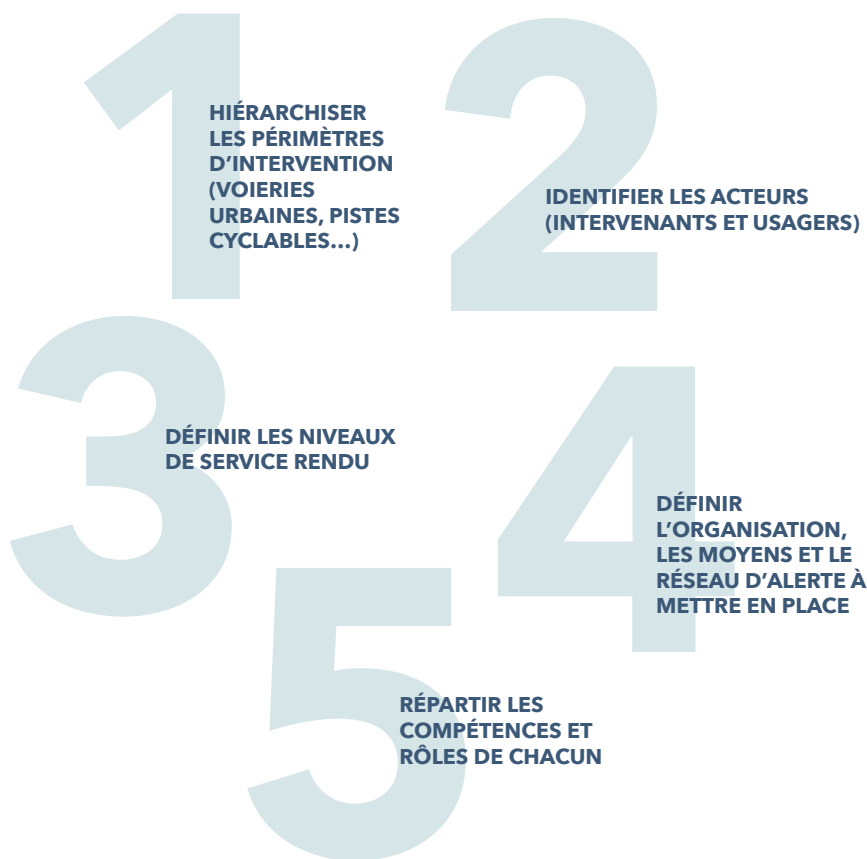 1
HIÉRARCHISER
LES PÉRIMÈTRES
D’INTERVENTION
(VOIERIES
URBAINES, PISTES
CYCLABLES…)
2
IDENTIFIER LES ACTEURS
(INTERVENANTS ET USAGERS)
3
DÉFINIR LES NIVEAUX
DE SERVICE RENDU
4
DÉFINIR
L’ORGANISATION,
LES MOYENS ET LE
RÉSEAU D’ALERTE À
METTRE EN PLACE
5
RÉPARTIR LES
COMPÉTENCES ET
RÔLES DE CHACUN